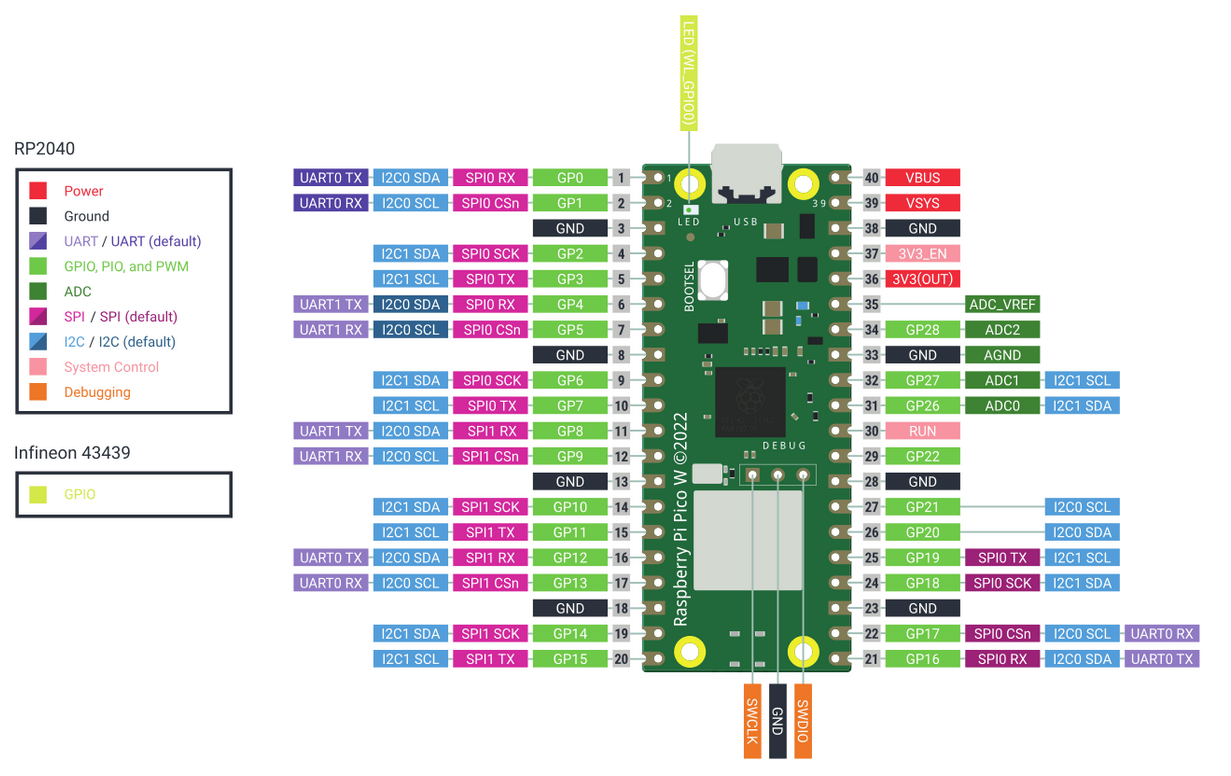 LED (WL_GPIO0)
RP2040
Power
Ground
UART / UART (default)
GPIO, PIO, and PWM
ADC
SPI / SPI (default)
I2C / I2C (default)
System Control
Debugging
Infineon 43439
GPIO
UART0 TX I2C0 SDA SPI0 RX GP0 1
UART0 RX I2C0 SCL SPI0 CSn GP1 2
GND 3
I2C1 SDA SPI0 SCK GP2 4
I2C1 SCL SPI0 TX GP3 5
UART1 TX I2C0 SDA SPI0 RX GP4 6
UART1 RX I2C0 SCL SPI0 CSn GP5 7
GND 8
I2C1 SDA SPI0 SCK GP6 9
I2C1 SCL SPI0 TX GP7 10
UART1 TX I2C0 SDA SPI1 RX GP8 11
UART1 RX I2C0 SCL SPI1 CSn GP9 12
GND 13
I2C1 SDA SPI1 SCK GP10 14
I2C1 SCL SPI1 TX GP11 15
UART0 TX I2C0 SDA SPI1 RX GP12 16
UART0 RX I2C0 SCL SPI1 CSn GP13 17
GND 18
I2C1 SDA SPI1 SCK GP14 19
I2C1 SCL SPI1 TX GP15 20
1
2
39
LED
USB
BOOTSEL
DEBUG
Raspberry Pi Pico W ©2022
40 VBUS
39 VSYS
38 GND
37 3V3_EN
36 3V3(OUT)
35 ADC_VREF
34 GP28 ADC2
33 GND AGND
32 GP27 ADC1 I2C1 SCL
31 GP26 ADC0 I2C1 SDA
30 RUN
29 GP22
28 GND
27 GP21 I2C0 SCL
26 GP20 I2C0 SDA
25 GP19 SPI0 TX I2C1 SCL
24 GP18 SPI0 SCK I2C1 SDA
23 GND
22 GP17 SPI0 CSn I2C0 SCL UART0 RX
21 GP16 SPI0 RX I2C0 SDA UART0 TX
SWCLK
GND
SWDIO